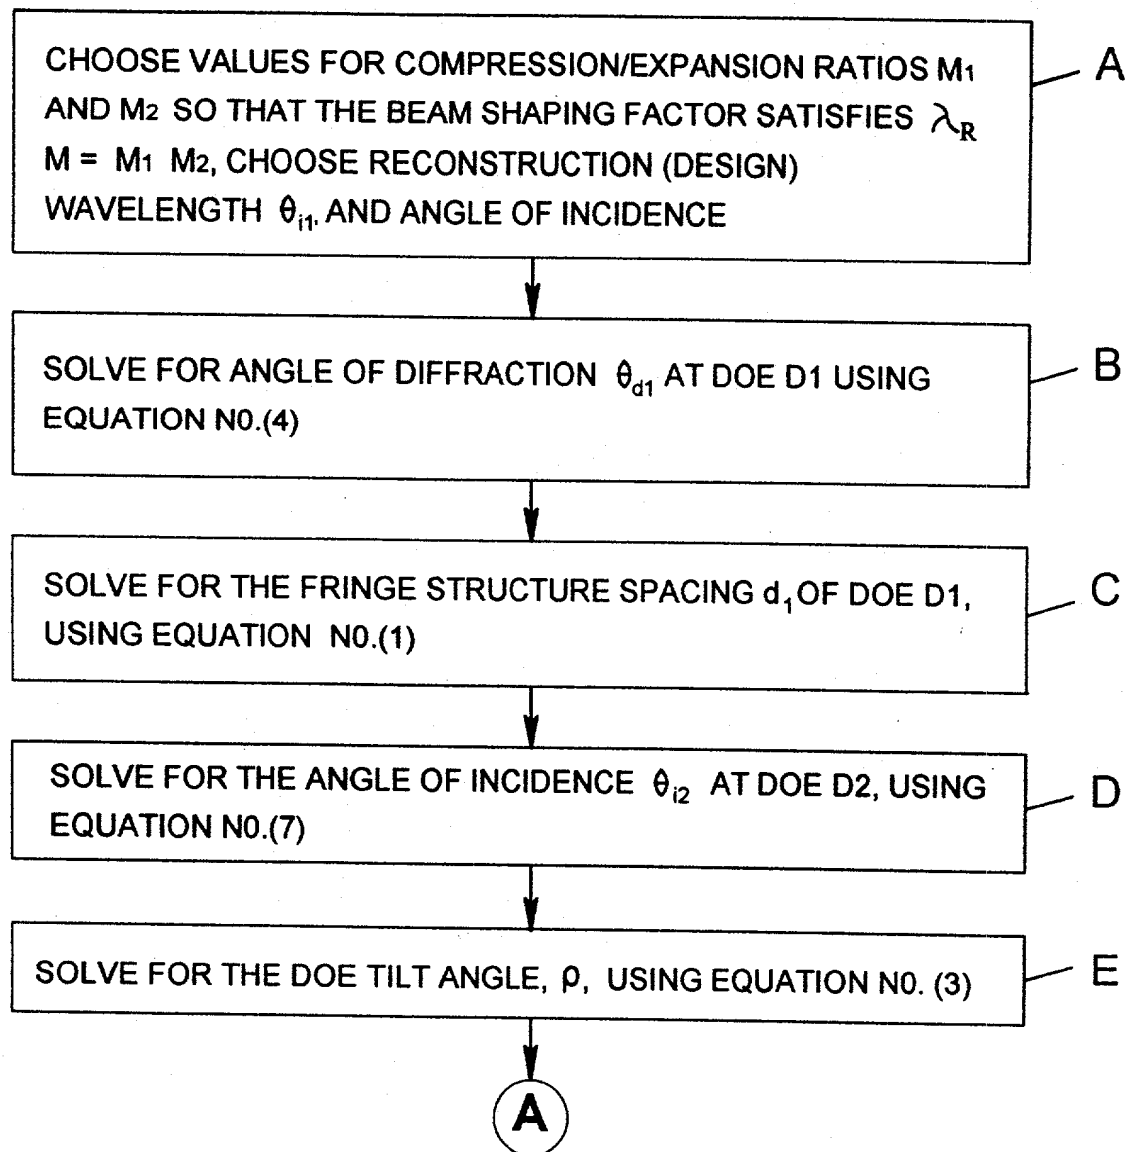 CHOOSE VALUES FOR COMPRESSION/EXPANSION RATIOS M1
AND M2 SO THAT THE BEAM SHAPING FACTOR SATISFIES λR
M = M1 M2, CHOOSE RECONSTRUCTION (DESIGN)
WAVELENGTH θi1. AND ANGLE OF INCIDENCE
A
SOLVE FOR ANGLE OF DIFFRACTION θd1 AT DOE D1 USING
EQUATION N0.(4)
B
SOLVE FOR THE FRINGE STRUCTURE SPACING d1 OF DOE D1,
USING EQUATION N0.(1)
C
SOLVE FOR THE ANGLE OF INCIDENCE θi2 AT DOE D2, USING
EQUATION N0.(7)
D
SOLVE FOR THE DOE TILT ANGLE, ρ, USING EQUATION N0. (3)
E
A